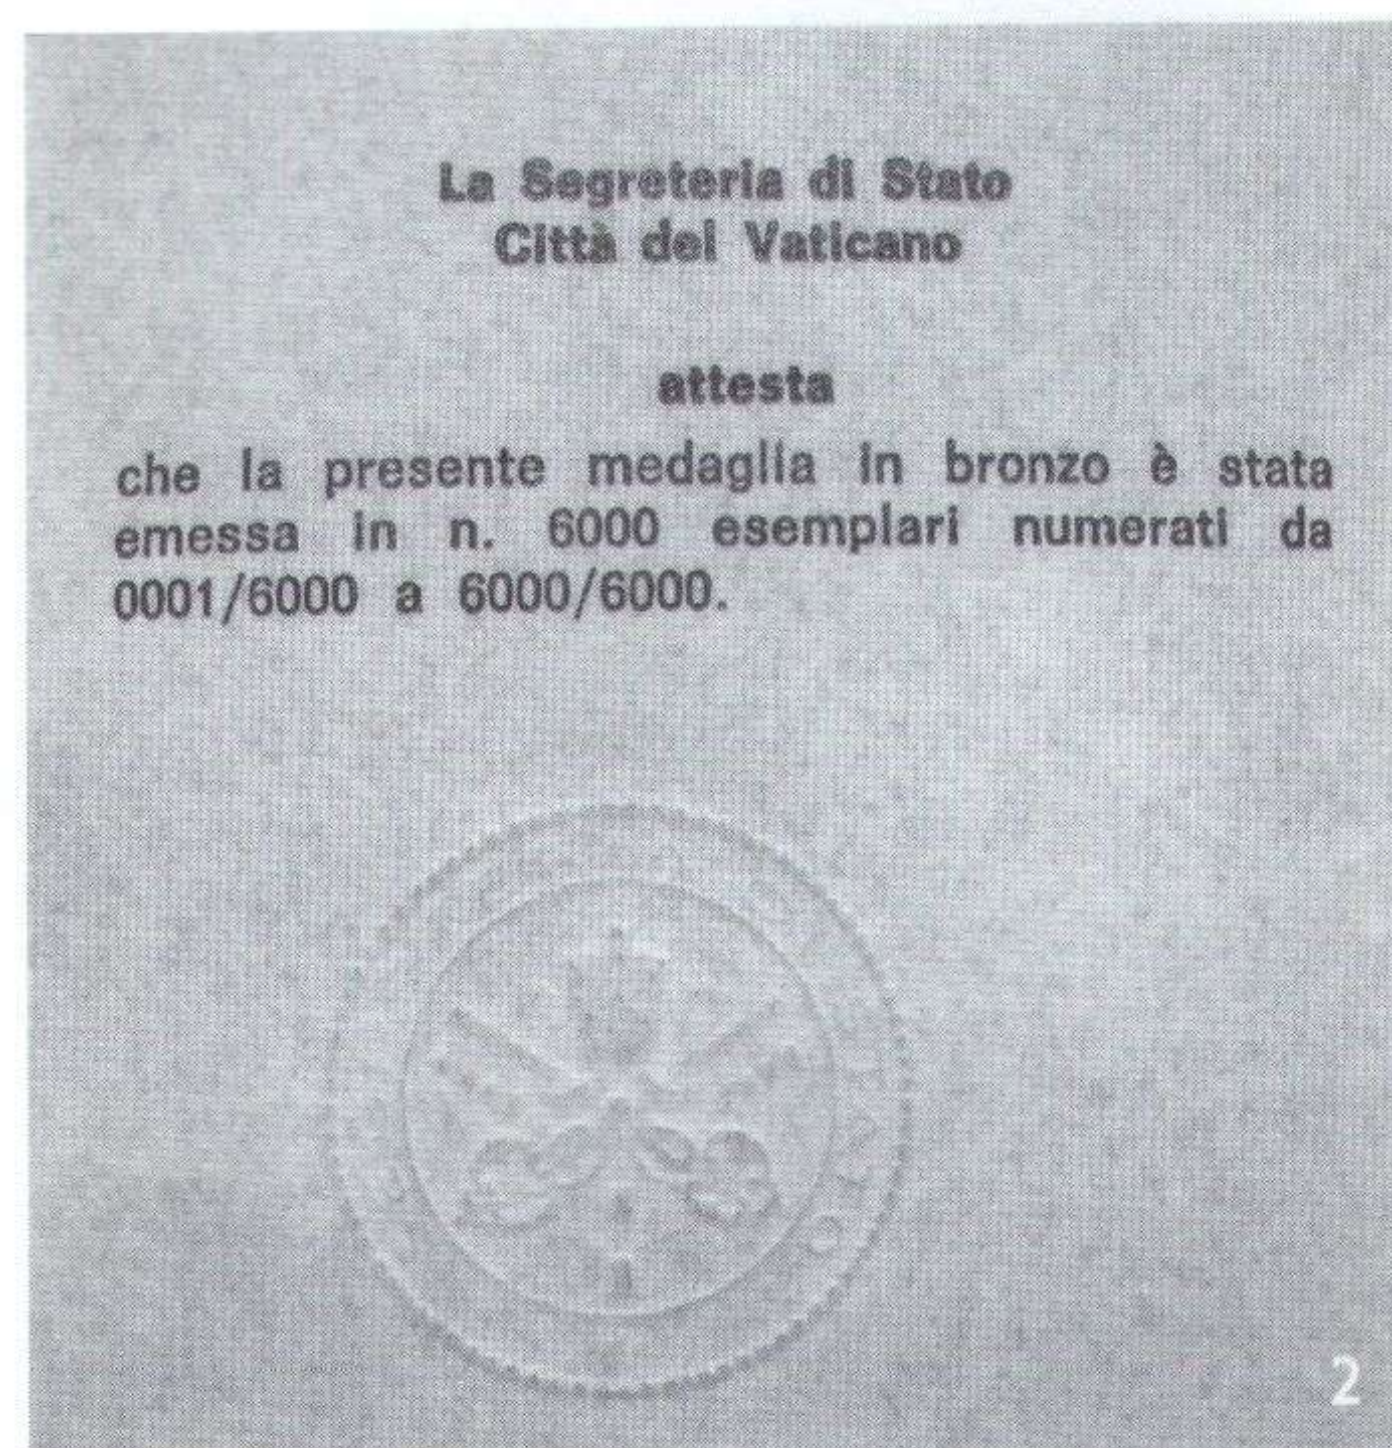 La Segreteria di Stato
Città del Vaticano
attesta
che la presente medaglia in bronzo è stata
emessa in n. 6000 esemplari numerati da
0001/6000 a 6000/6000.
2